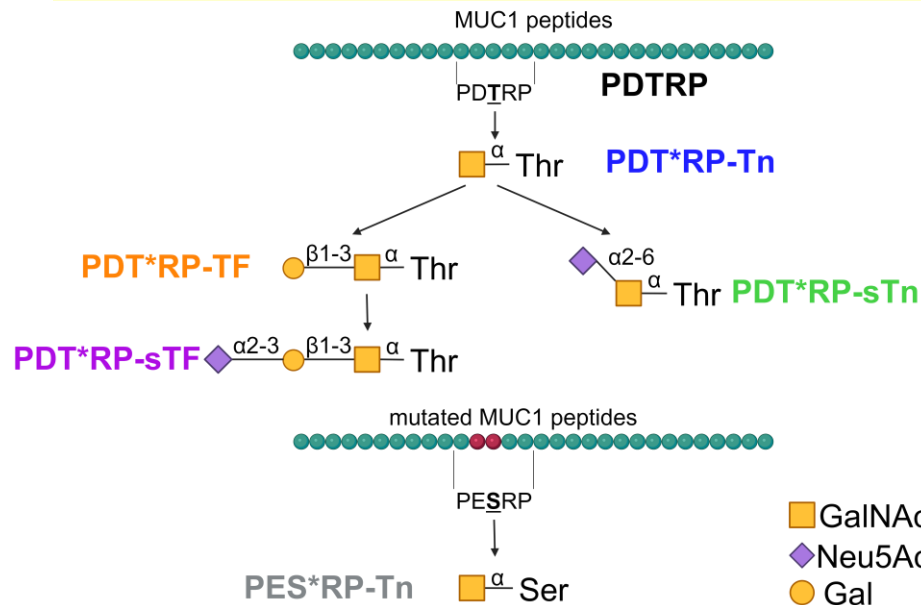 MUC1 peptides
PDTRP
PDTRP
α
Thr
PDT*RP-Tn
PDT*RP-TF
β1-3
α
Thr
α2-6
α
Thr
PDT*RP-sTn
PDT*RP-sTF
α2-3
β1-3
α
Thr
mutated MUC1 peptides
PESRP
PES*RP-Tn
α
Ser
GalNAc
Neu5Ac
Gal